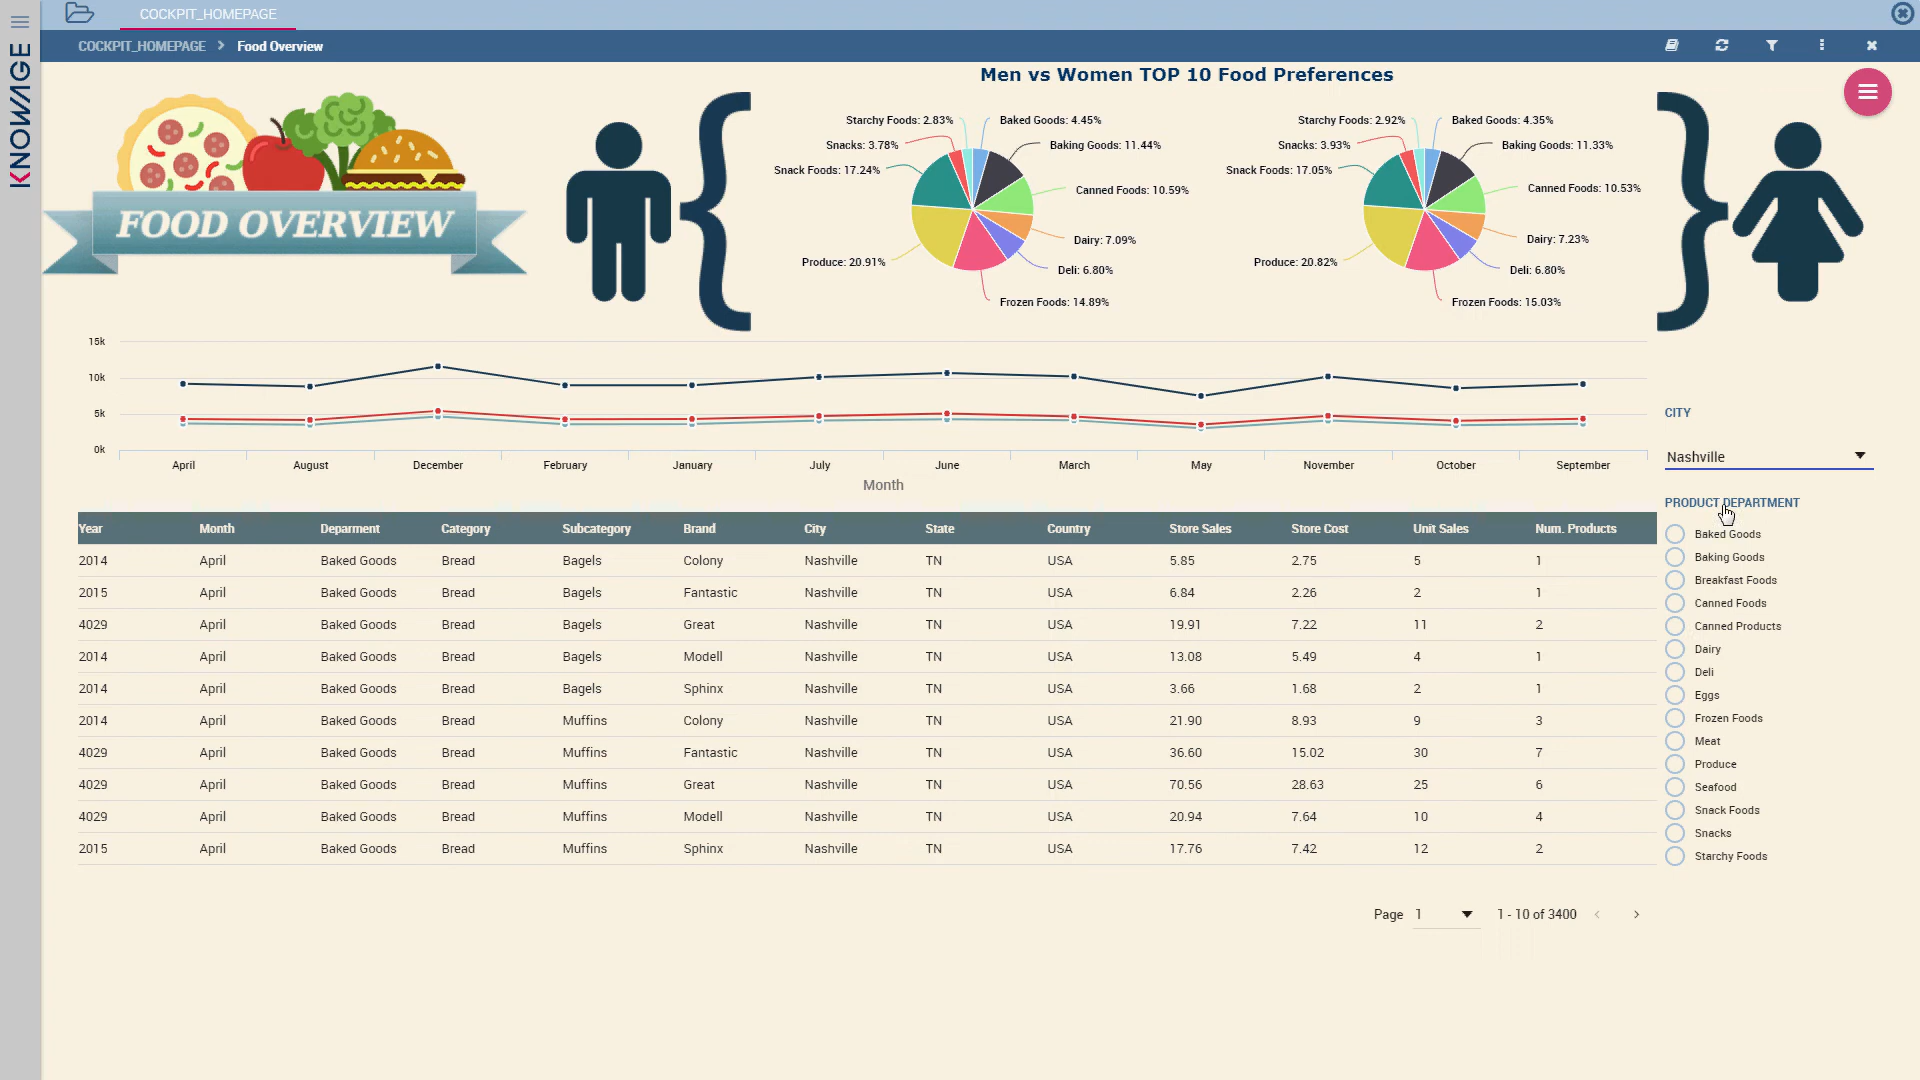 COCKPIT_HOMEPAGE
COCKPIT_HOMEPAGE > Food Overview
KNOWAGE
FOOD OVERVIEW
Men vs Women TOP 10 Food Preferences
Starchy Foods: 2.83%
Baked Goods: 4.45%
Snacks: 3.78%
Baking Goods: 11.44%
Snack Foods: 17.24%
Canned Foods: 10.59%
Dairy: 7.09%
Produce: 20.91%
Deli: 6.80%
Frozen Foods: 14.89%
Starchy Foods: 2.92%
Baked Goods: 4.35%
Snacks: 3.93%
Baking Goods: 11.33%
Snack Foods: 17.05%
Canned Foods: 10.53%
Dairy: 7.23%
Produce: 20.82%
Deli: 6.80%
Frozen Foods: 15.03%
15k
10k
5k
0k
April August December February January July June March May November October September
Month
Year Month Deparment Category Subcategory Brand City State Country Store Sales Store Cost Unit Sales Num. Products
2014 April Baked Goods Bread Bagels Colony Nashville TN USA 5.85 2.75 5 1
2015 April Baked Goods Bread Bagels Fantastic Nashville TN USA 6.84 2.26 2 1
4029 April Baked Goods Bread Bagels Great Nashville TN USA 19.91 7.22 11 2
2014 April Baked Goods Bread Bagels Modell Nashville TN USA 13.08 5.49 4 1
2014 April Baked Goods Bread Bagels Sphinx Nashville TN USA 3.66 1.68 2 1
2014 April Baked Goods Bread Muffins Colony Nashville TN USA 21.90 8.93 9 3
4029 April Baked Goods Bread Muffins Fantastic Nashville TN USA 36.60 15.02 30 7
4029 April Baked Goods Bread Muffins Great Nashville TN USA 70.56 28.63 25 6
4029 April Baked Goods Bread Muffins Modell Nashville TN USA 20.94 7.64 10 4
2015 April Baked Goods Bread Muffins Sphinx Nashville TN USA 17.76 7.42 12 2
Page 1 1 - 10 of 3400
CITY
Nashville
PRODUCT DEPARTMENT
Baked Goods
Baking Goods
Breakfast Foods
Canned Foods
Canned Products
Dairy
Deli
Eggs
Frozen Foods
Meat
Produce
Seafood
Snack Foods
Snacks
Starchy Foods